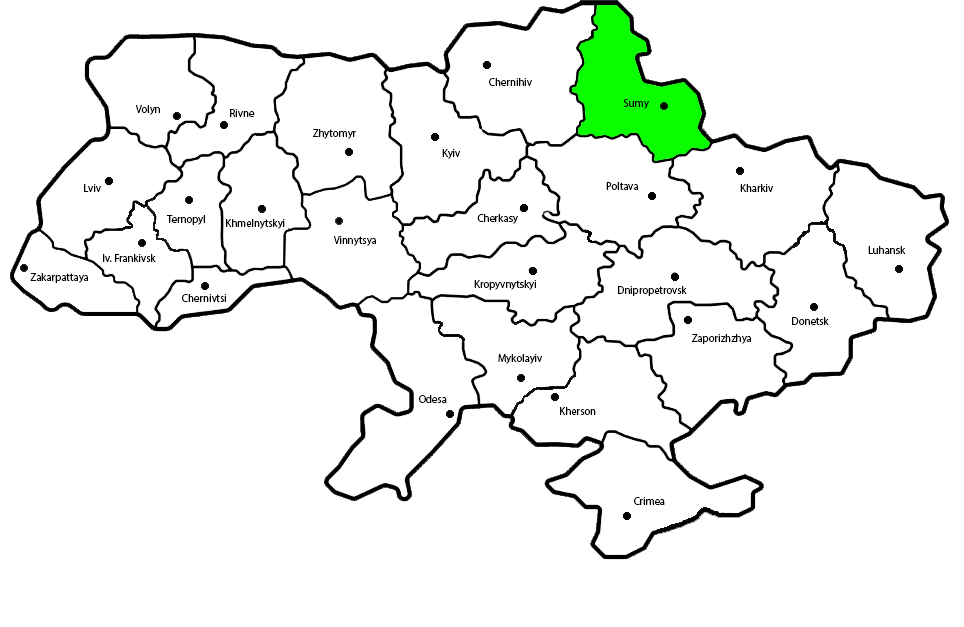 Chernihiv
Sumy
Volyn
Rivne
Zhytomyr
Kyiv
Lviv
Ternopyl
Khmelnytskyi
Vinnytsya
Cherkasy
Poltava
Kharkiv
Luhansk
Iv. Frankivsk
Zakarpattaya
Chernivtsi
Kropyvnytskyi
Dnipropetrovsk
Donetsk
Zaporizhzhya
Mykolayiv
Odesa
Kherson
Crimea